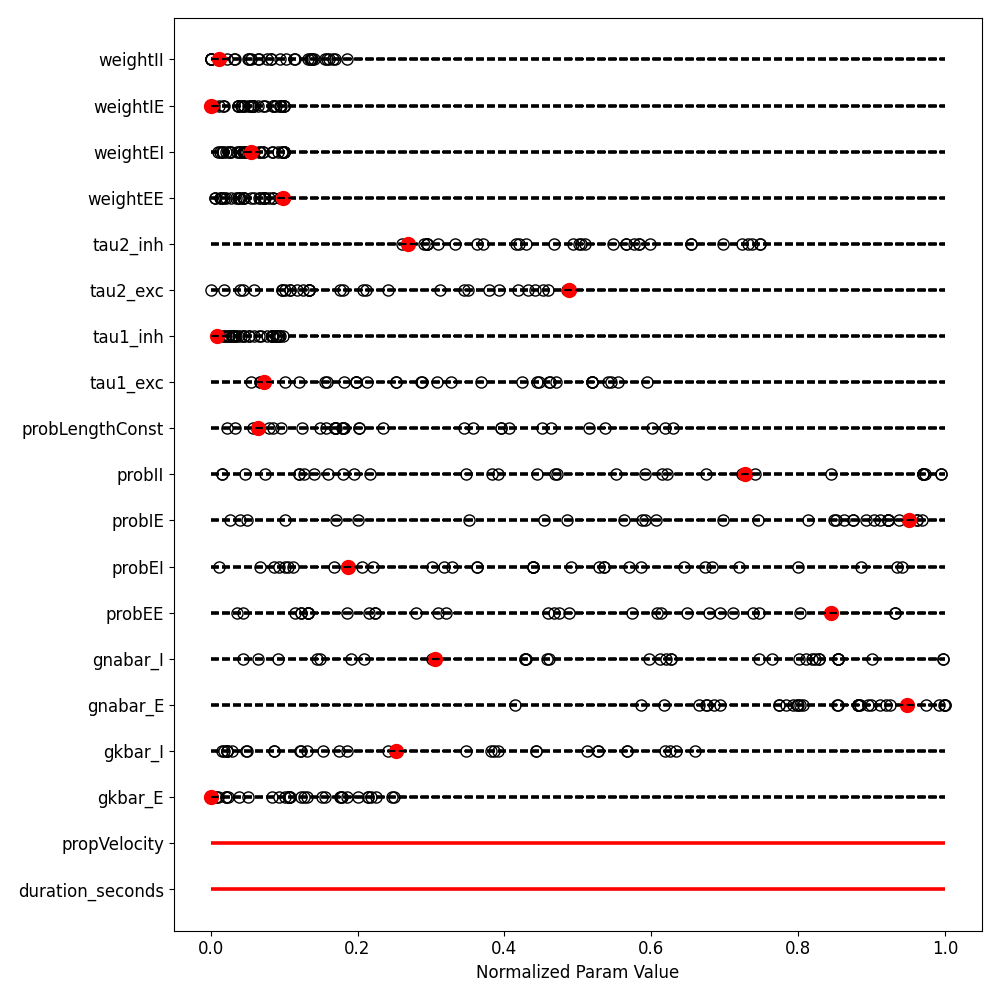 weightII
weightIE
weightEI
weightEE
tau2_inh
tau2_exc
tau1_inh
tau1_exc
probLengthConst
probII
probIE
probEI
probEE
gnabar_I
gnabar_E
gkbar_I
gkbar_E
propVelocity
duration_seconds
0.0 0.2 0.4 0.6 0.8 1.0
Normalized Param Value